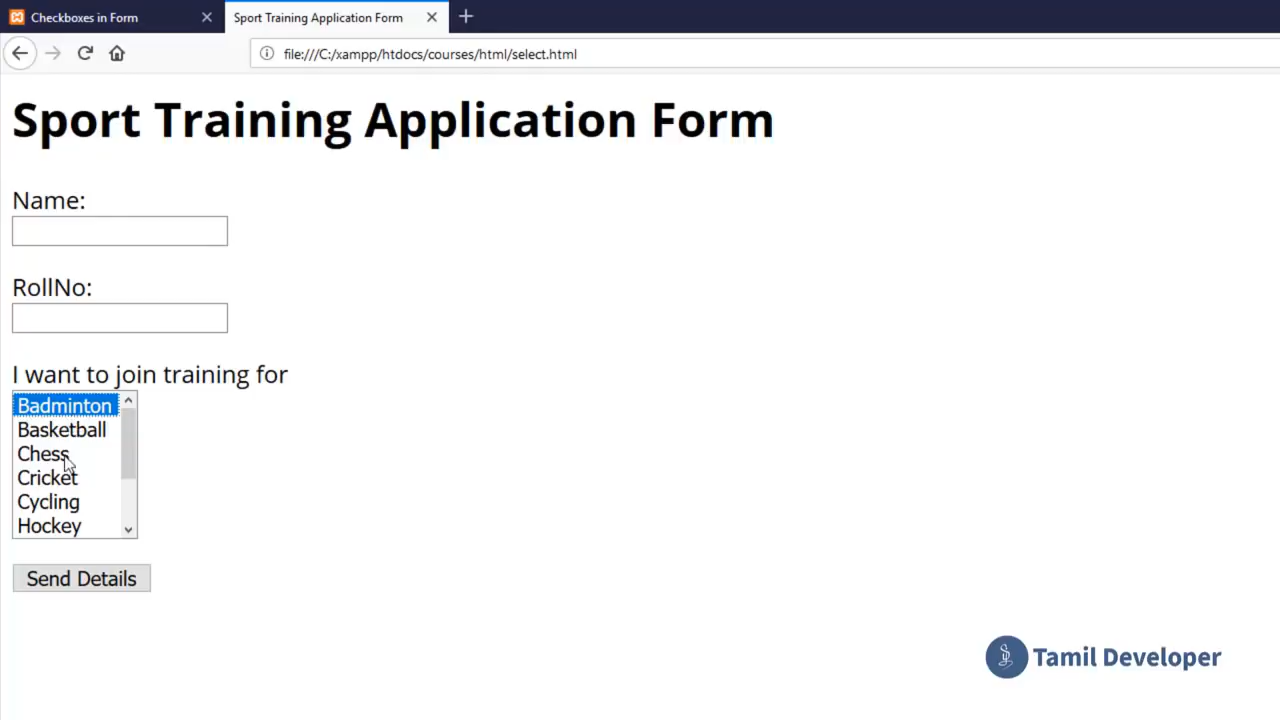 Checkboxes in Form
Sport Training Application Form
file:///C:/xampp/htdocs/courses/html/select.html
Sport Training Application Form
Name:
RollNo:
I want to join training for
Badminton
Basketball
Chess
Cricket
Cycling
Hockey
Send Details
Tamil Developer